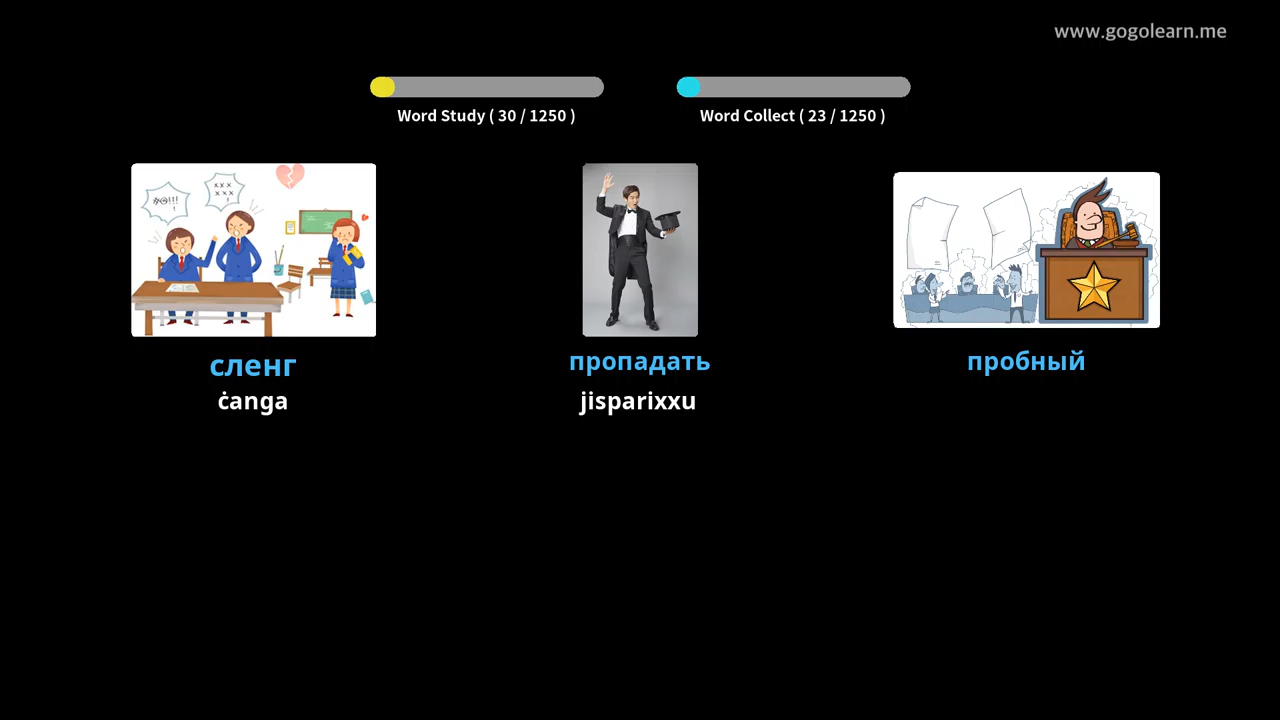 www.gogolearn.me
Word Study ( 30 / 1250 )
Word Collect ( 23 / 1250 )
сленг
пропадать
пробный
ċanga
jisparixxu